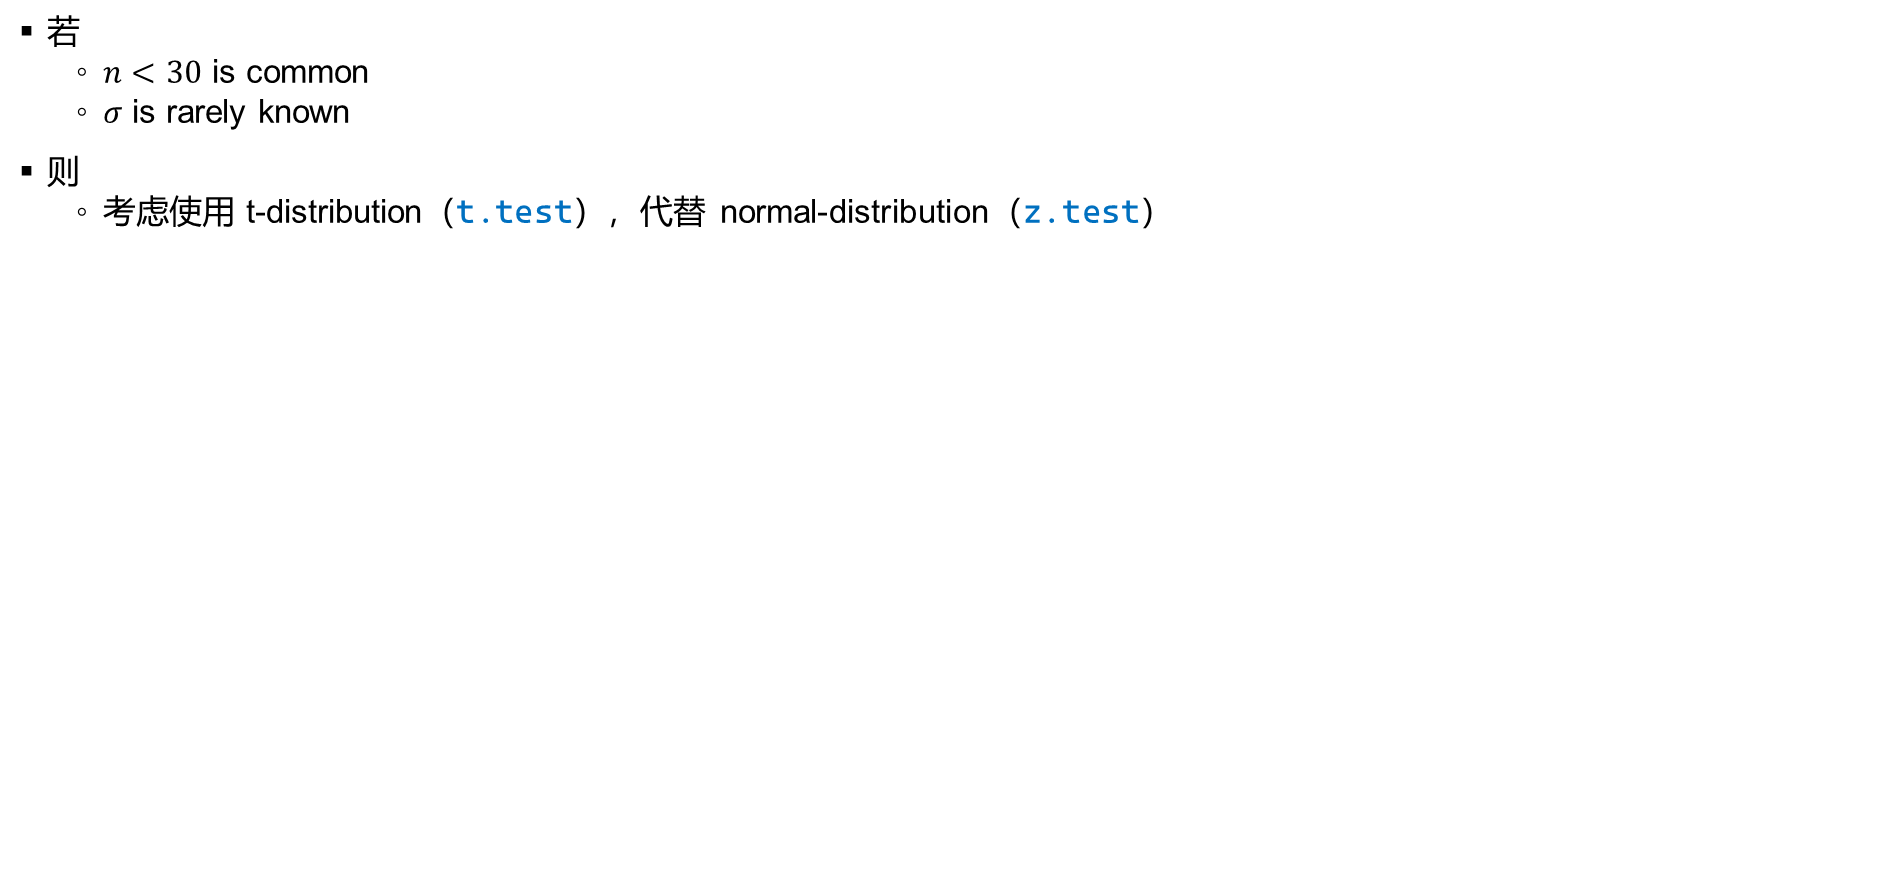 ▪ 若
◦ 𝑛 < 30 is common
◦ 𝜎 is rarely known
▪ 则
◦ 考虑使用 t-distribution（t.test），代替 normal-distribution（z.test）